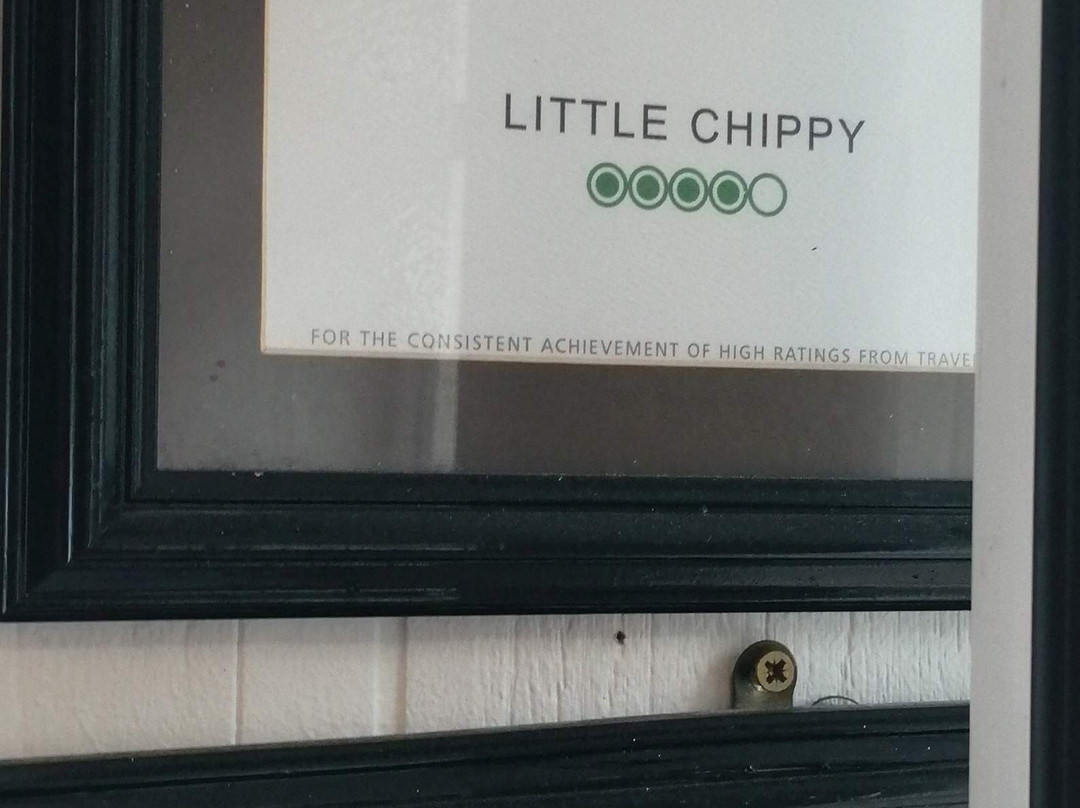 LITTLE CHIPPY
FOR THE CONSISTENT ACHIEVEMENT OF HIGH RATINGS FROM